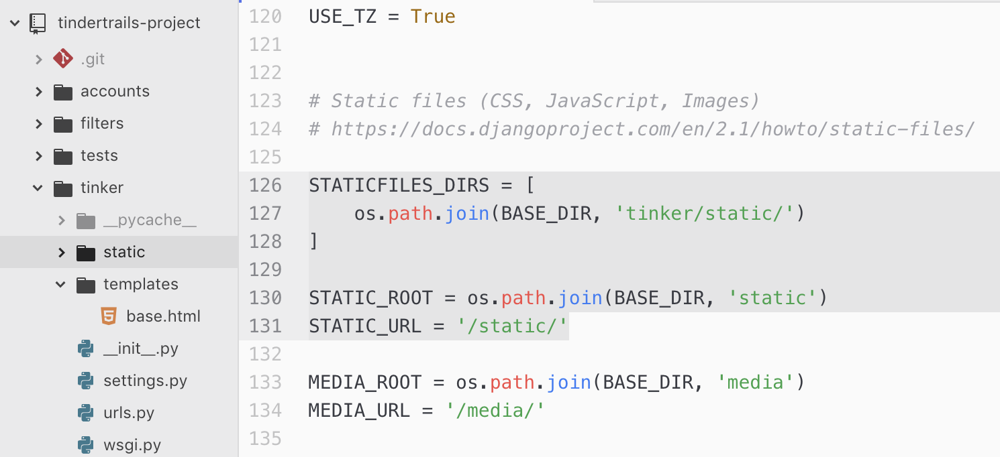 tindertrails-project
.git
accounts
filters
tests
tinker
__pycache__
static
templates
base.html
__init__.py
settings.py
urls.py
wsgi.py
120 USE_TZ = True
121
122
123 # Static files (CSS, JavaScript, Images)
124 # https://docs.djangoproject.com/en/2.1/howto/static-files/
125
126 STATICFILES_DIRS = [
127     os.path.join(BASE_DIR, 'tinker/static/')
128 ]
129
130 STATIC_ROOT = os.path.join(BASE_DIR, 'static')
131 STATIC_URL = '/static/'
132
133 MEDIA_ROOT = os.path.join(BASE_DIR, 'media')
134 MEDIA_URL = '/media/'
135